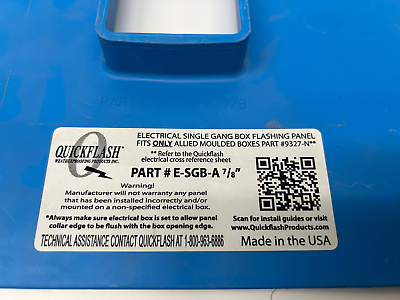 ELECTRICAL SINGLE GANG BOX FLASHING PANEL
FITS ONLY ALLIED MOULDED BOXES PART #9327-N**
QUICKFLASH
WEATHERPROOFING PRODUCTS INC.
** Refer to the Quickflash
electrical cross reference sheet
PART # E-SGB-A 7/8"
Warning!
Manufacturer will not warranty any panel
that has been installed incorrectly and/or
mounted on a non-specified electrical box.
*Always make sure electrical box is set to allow panel
collar edge to be flush with the box opening edge.
TECHNICAL ASSISTANCE CONTACT QUICKFLASH AT 1-800-963-6886
Scan for install guides or visit
www.QuickflashProducts.com
Made in the USA